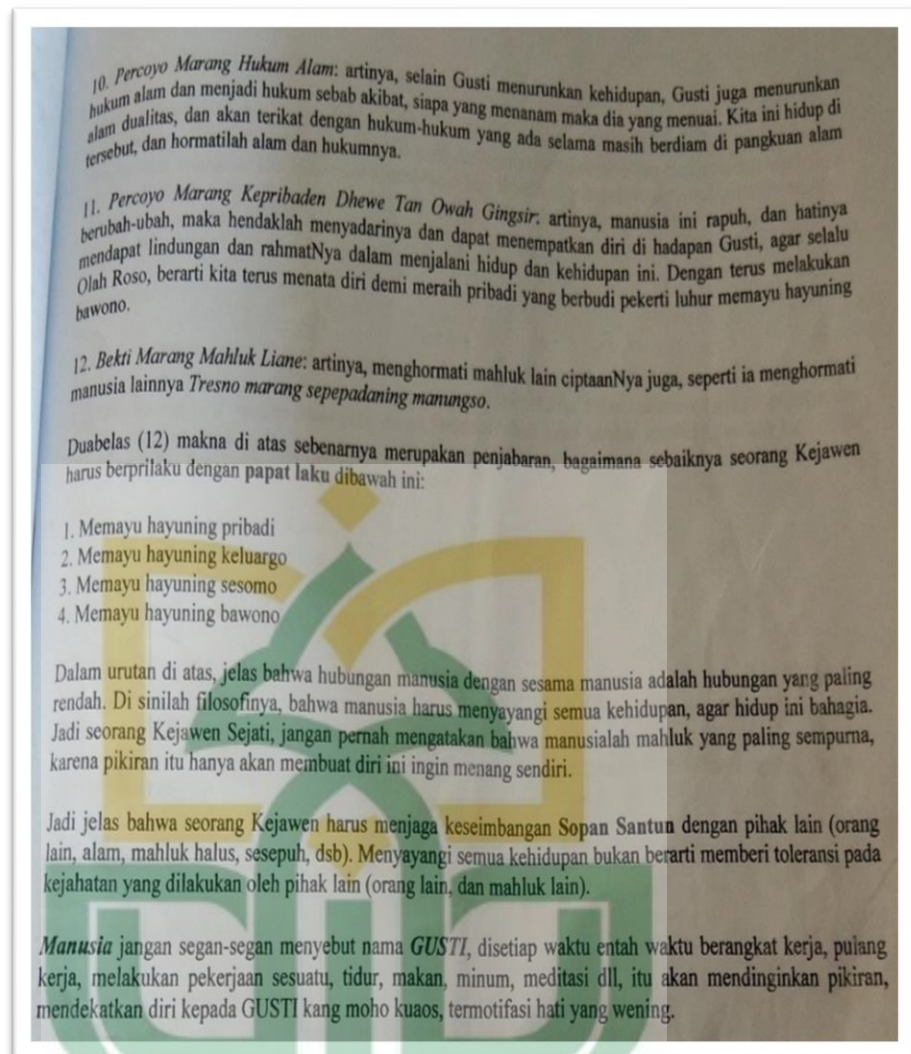 10. Percoyo Marang Hukum Alam: artinya, selain Gusti menurunkan kehidupan, Gusti juga menurunkan
hukum alam dan menjadi hukum sebab akibat, siapa yang menanam maka dia yang menuai. Kita ini hidup di
alam dualitas, dan akan terikat dengan hukum-hukum yang ada selama masih berdiam di pangkuan alam
tersebut, dan hormatilah alam dan hukumnya.
11. Percoyo Marang Kepribaden Dhewe Tan Owah Gingsir: artinya, manusia ini rapuh, dan hatinya
berubah-ubah, maka hendaklah menyadarinya dan dapat menempatkan diri di hadapan Gusti, agar selalu
mendapat lindungan dan rahmatNya dalam menjalani hidup dan kehidupan ini. Dengan terus melakukan
Olah Roso, berarti kita terus menata diri demi meraih pribadi yang berbudi pekerti luhur memayu hayuning
bawono.
12. Bekti Marang Mahluk Liane: artinya, menghormati mahluk lain ciptaanNya juga, seperti ia menghormati
manusia lainnya Tresno marang sepepadaning manungso.
Duabelas (12) makna di atas sebenarnya merupakan penjabaran, bagaimana sebaiknya seorang Kejawen
harus berprilaku dengan papat laku dibawah ini:
1. Memayu hayuning pribadi
2. Memayu hayuning keluargo
3. Memayu hayuning sesomo
4. Memayu hayuning bawono
Dalam urutan di atas, jelas bahwa hubungan manusia dengan sesama manusia adalah hubungan yang paling
rendah. Di sinilah filosofinya, bahwa manusia harus menyayangi semua kehidupan, agar hidup ini bahagia.
Jadi seorang Kejawen Sejati, jangan pernah mengatakan bahwa manusialah mahluk yang paling sempurna,
karena pikiran itu hanya akan membuat diri ini ingin menang sendiri.
Jadi jelas bahwa seorang Kejawen harus menjaga keseimbangan Sopan Santun dengan pihak lain (orang
lain, alam, mahluk halus, sesepuh, dsb). Menyayangi semua kehidupan bukan berarti memberi toleransi pada
kejahatan yang dilakukan oleh pihak lain (orang lain, dan mahluk lain).
Manusia jangan segan-segan menyebut nama GUSTI, disetiap waktu entah waktu berangkat kerja, pulang
kerja, melakukan pekerjaan sesuatu, tidur, makan, minum, meditasi dll, itu akan mendinginkan pikiran,
mendekatkan diri kepada GUSTI kang moho kuaos, termotifasi hati yang wening.